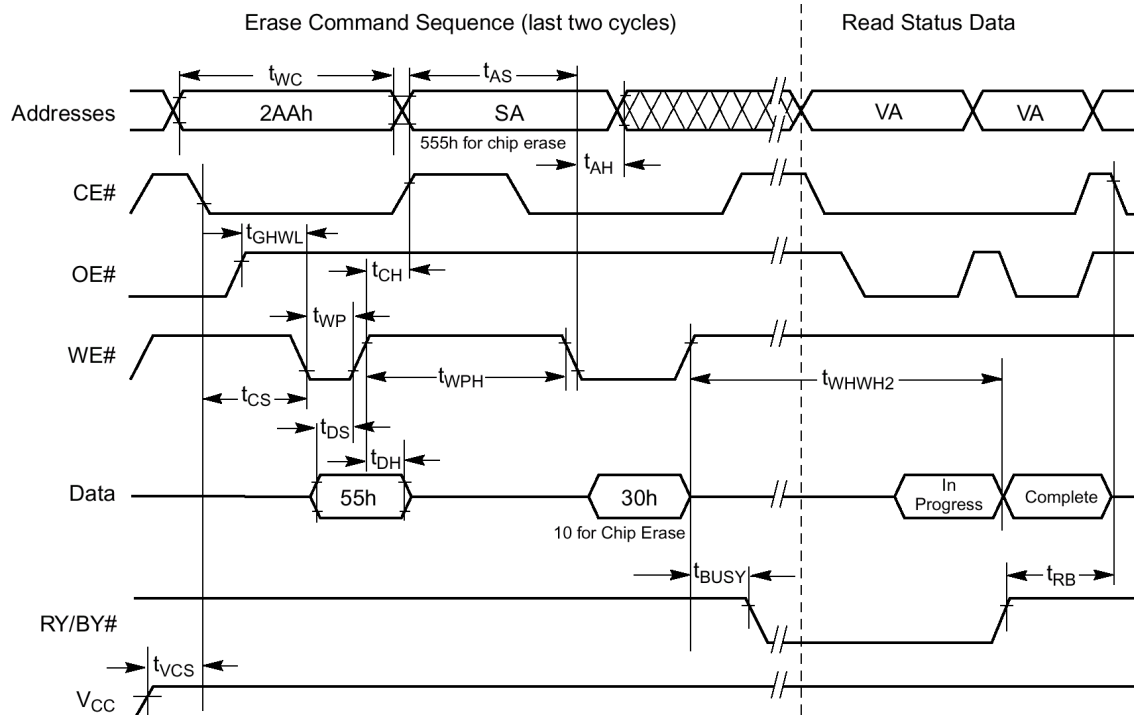 Erase Command Sequence (last two cycles)
Read Status Data
tWC
tAS
Addresses
2AAh
SA
VA
VA
555h for chip erase
tAH
CE#
tGHWL
tCH
OE#
tWP
WE#
tWPH
tWHWH2
tCS
tDS
tDH
Data
55h
30h
In
Progress
Complete
10 for Chip Erase
tBUSY
tRB
RY/BY#
tVCS
VCC